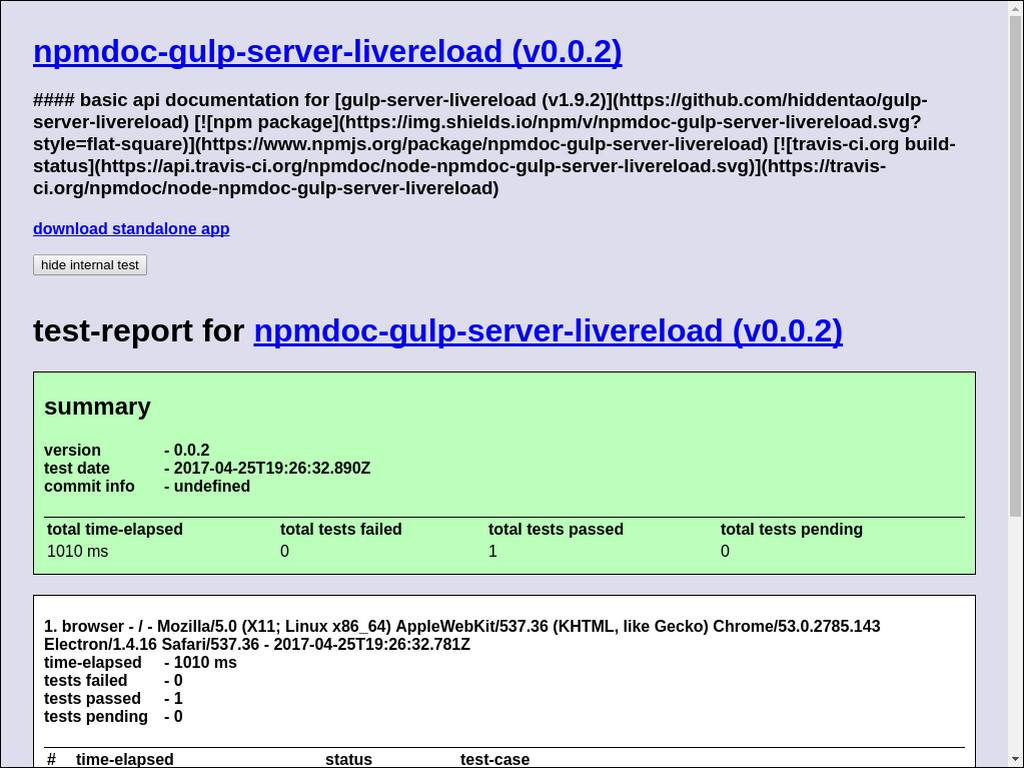 npmdoc-gulp-server-livereload (v0.0.2)
#### basic api documentation for [gulp-server-livereload (v1.9.2)](https://github.com/hiddentao/gulp-
server-livereload) [![npm package](https://img.shields.io/npm/v/npmdoc-gulp-server-livereload.svg?
style=flat-square)](https://www.npmjs.org/package/npmdoc-gulp-server-livereload) [![travis-ci.org build-
status](https://api.travis-ci.org/npmdoc/node-npmdoc-gulp-server-livereload.svg)](https://travis-
ci.org/npmdoc/node-npmdoc-gulp-server-livereload)
download standalone app
hide internal test
test-report for npmdoc-gulp-server-livereload (v0.0.2)
summary
version - 0.0.2
test date - 2017-04-25T19:26:32.890Z
commit info - undefined
total time-elapsed total tests failed total tests passed total tests pending
1010 ms 0 1 0
1. browser - / - Mozilla/5.0 (X11; Linux x86_64) AppleWebKit/537.36 (KHTML, like Gecko) Chrome/53.0.2785.143
Electron/1.4.16 Safari/537.36 - 2017-04-25T19:26:32.781Z
time-elapsed - 1010 ms
tests failed - 0
tests passed - 1
tests pending - 0
# time-elapsed status test-case